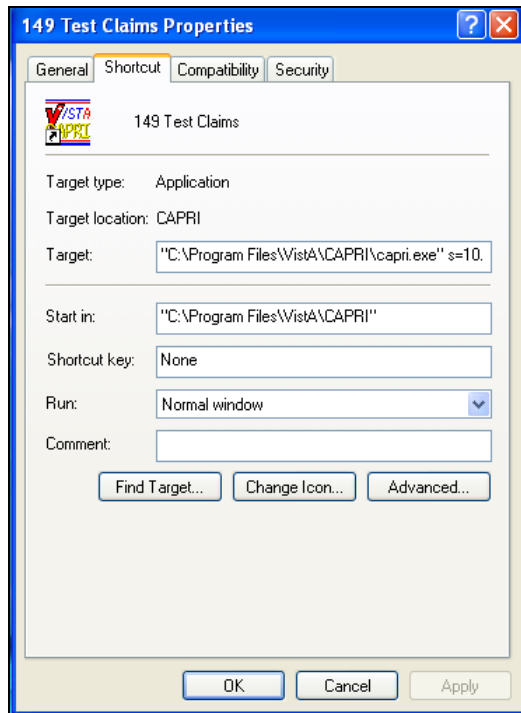 149 Test Claims Properties
General Shortcut Compatibility Security
VISTA
CAPRI
149 Test Claims
Target type: Application
Target location: CAPRI
Target: "C:\Program Files\VistA\CAPRI\capri.exe" s=10.
Start in: "C:\Program Files\VistA\CAPRI"
Shortcut key: None
Run: Normal window
Comment:
Find Target... Change Icon... Advanced...
OK Cancel Apply